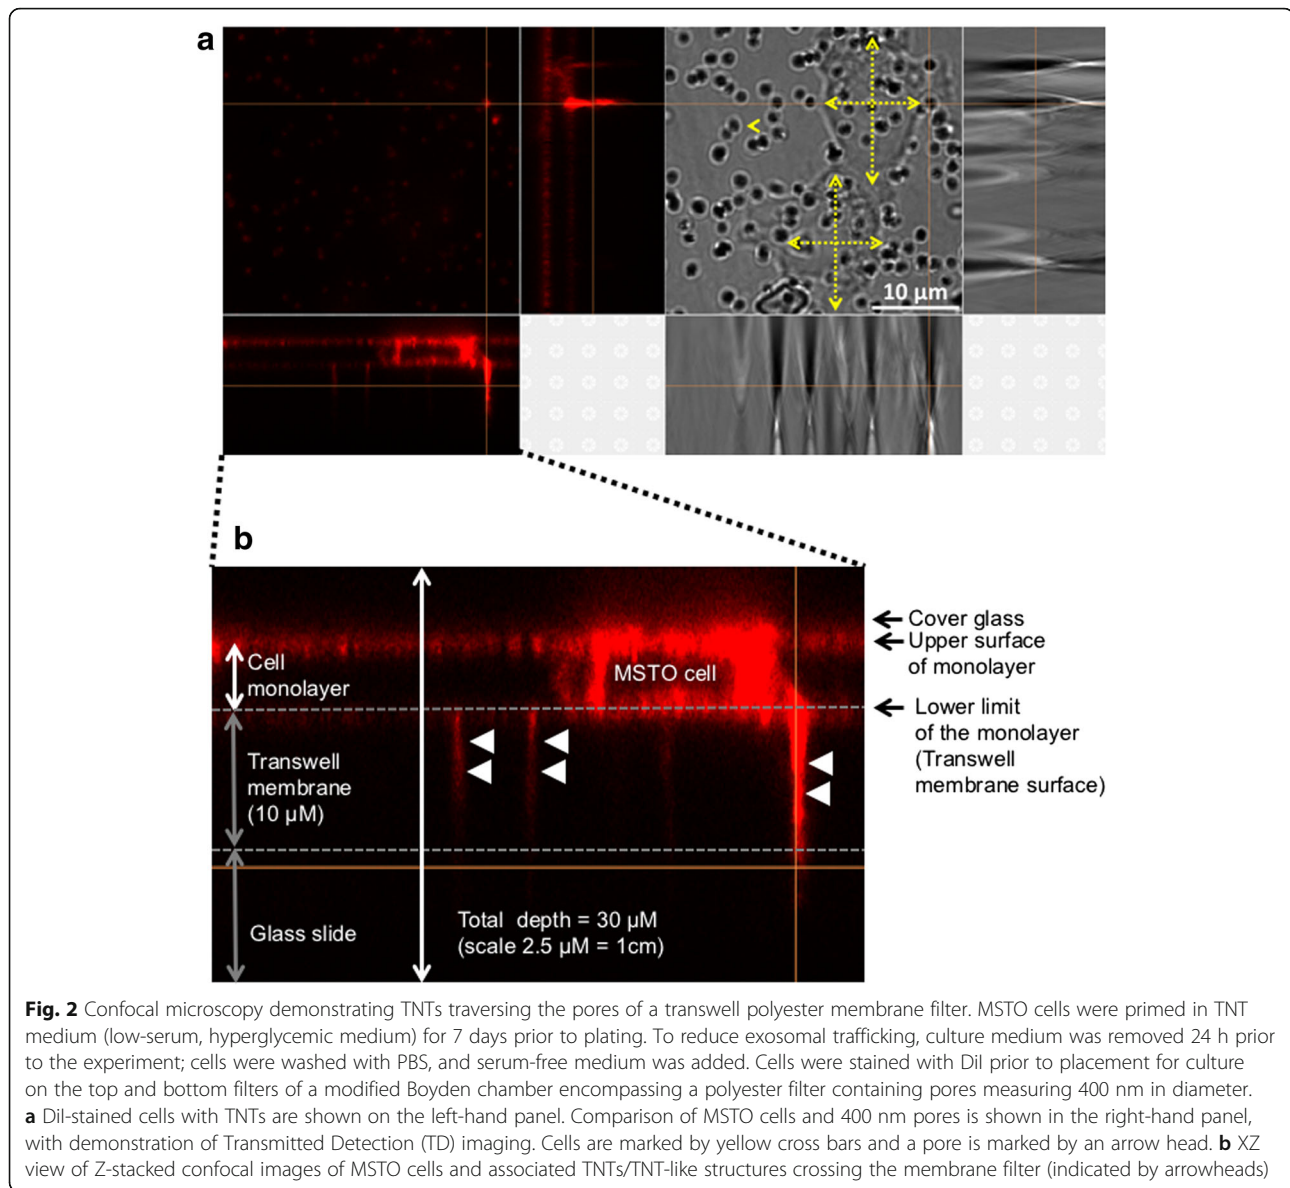 a
10 µm
b
Cell
monolayer
MSTO cell
Transwell
membrane
(10 µM)
Glass slide
Total depth = 30 µM
(scale 2.5 µM = 1cm)
Cover glass
Upper surface
of monolayer
Lower limit
of the monolayer
(Transwell
membrane surface)
Fig. 2 Confocal microscopy demonstrating TNTs traversing the pores of a transwell polyester membrane filter. MSTO cells were primed in TNT
medium (low-serum, hyperglycemic medium) for 7 days prior to plating. To reduce exosomal trafficking, culture medium was removed 24 h prior
to the experiment; cells were washed with PBS, and serum-free medium was added. Cells were stained with DiI prior to placement for culture
on the top and bottom filters of a modified Boyden chamber encompassing a polyester filter containing pores measuring 400 nm in diameter.
a DiI-stained cells with TNTs are shown on the left-hand panel. Comparison of MSTO cells and 400 nm pores is shown in the right-hand panel,
with demonstration of Transmitted Detection (TD) imaging. Cells are marked by yellow cross bars and a pore is marked by an arrow head. b XZ
view of Z-stacked confocal images of MSTO cells and associated TNTs/TNT-like structures crossing the membrane filter (indicated by arrowheads)